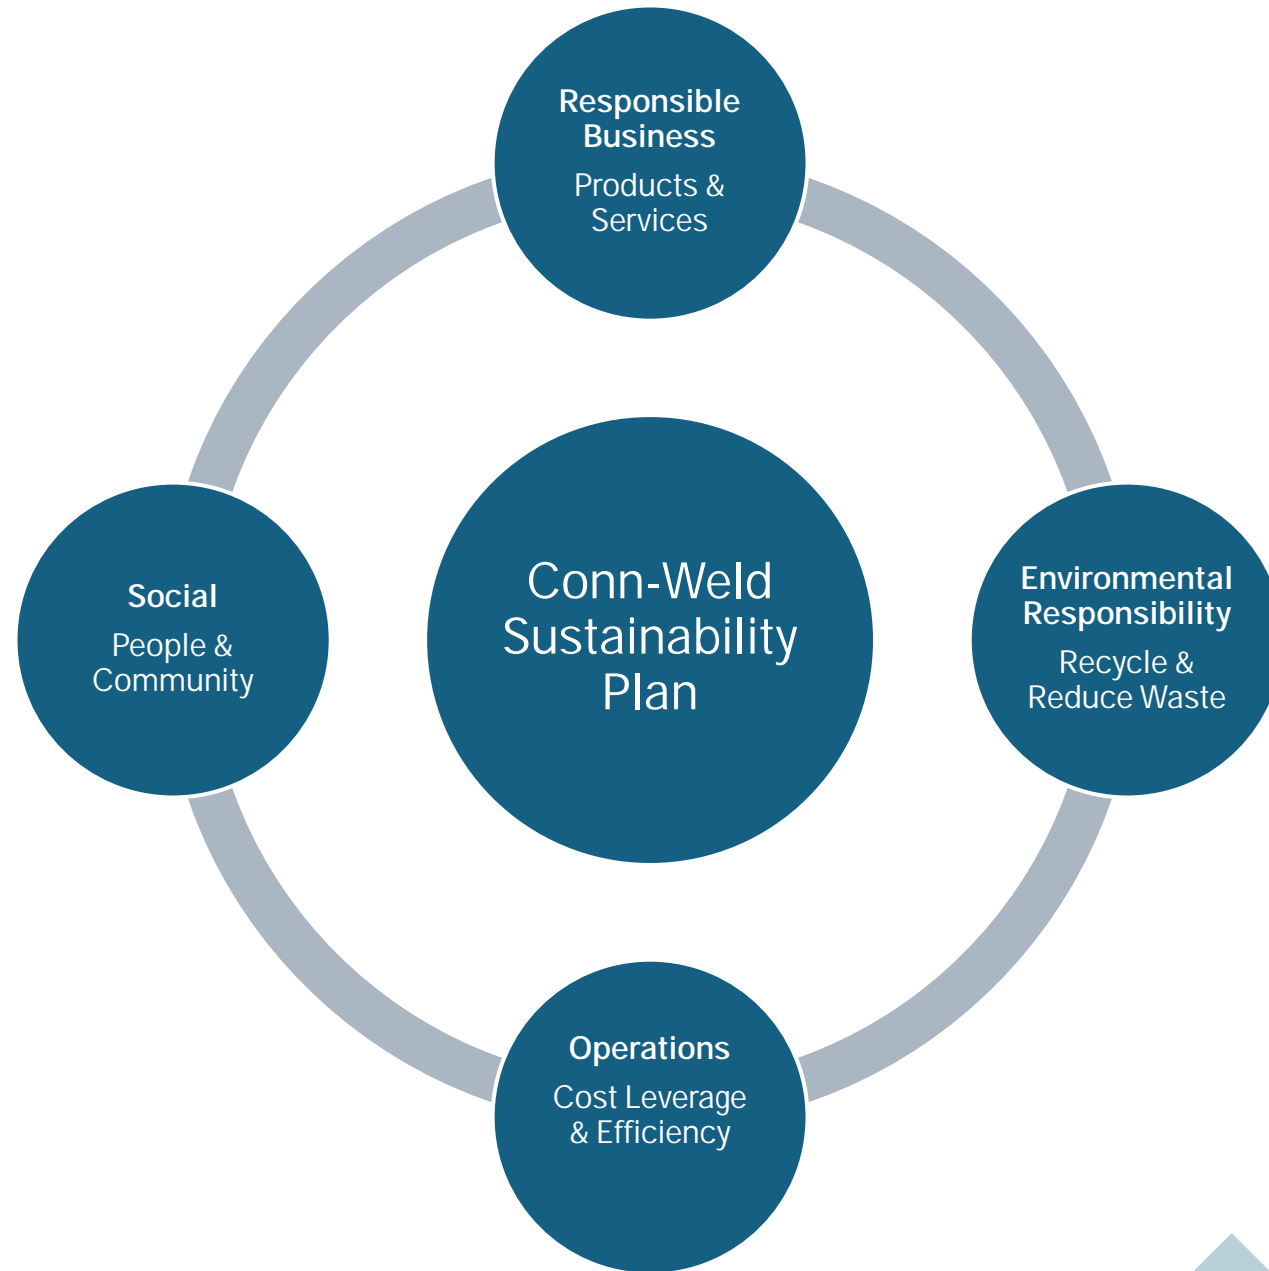 Responsible
Business
Products &
Services
Social
People &
Community
Conn-Weld
Sustainability
Plan
Environmental
Responsibility
Recycle &
Reduce Waste
Operations
Cost Leverage
& Efficiency